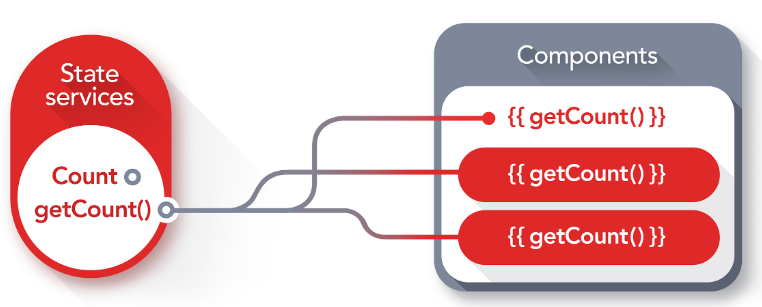 State
services
Count
getCount()
Components
{{ getCount() }}
{{ getCount() }}
{{ getCount() }}